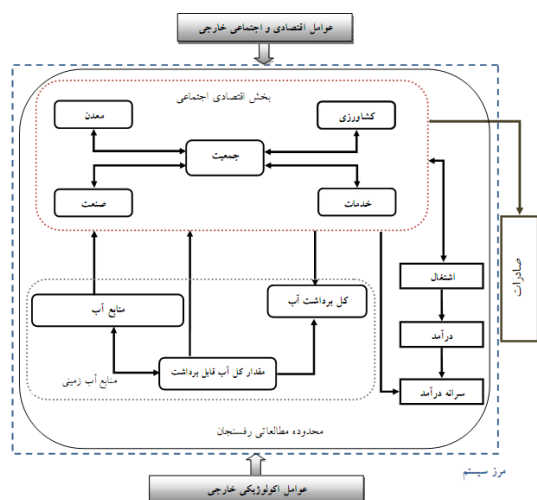 عوامل اقتصادی و اجتماعی خارجی
بخش اقتصادی اجتماعی
کشاورزی
معدن
جمعیت
خدمات
صنعت
صادرات
اشتغال
کل برداشت آب
منابع آب
درآمد
مقدار کل آب قابل برداشت
منابع آب زمینی
سرانه درآمد
محدوده مطالعاتی رفسنجان
مرز سیستم
عوامل اکولوژیکی خارجی